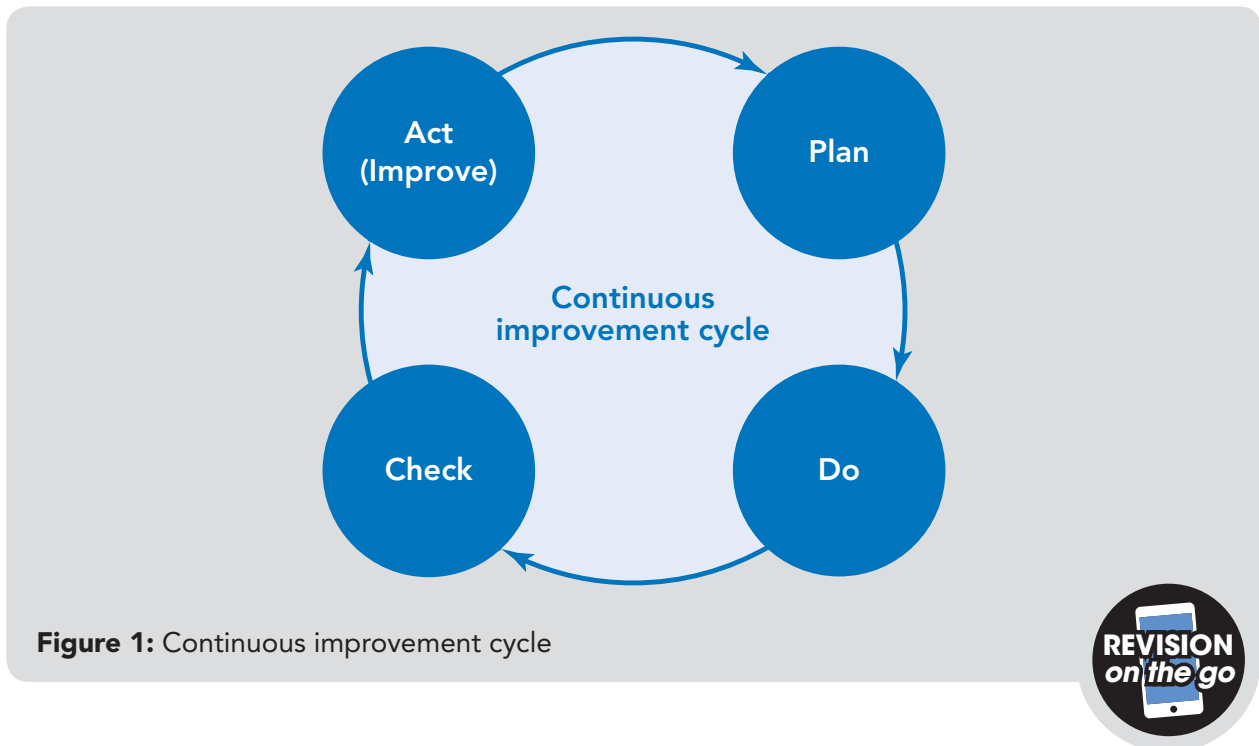 Act
(Improve)
Plan
Continuous
improvement cycle
Check
Do
Figure 1: Continuous improvement cycle
REVISION
on the go